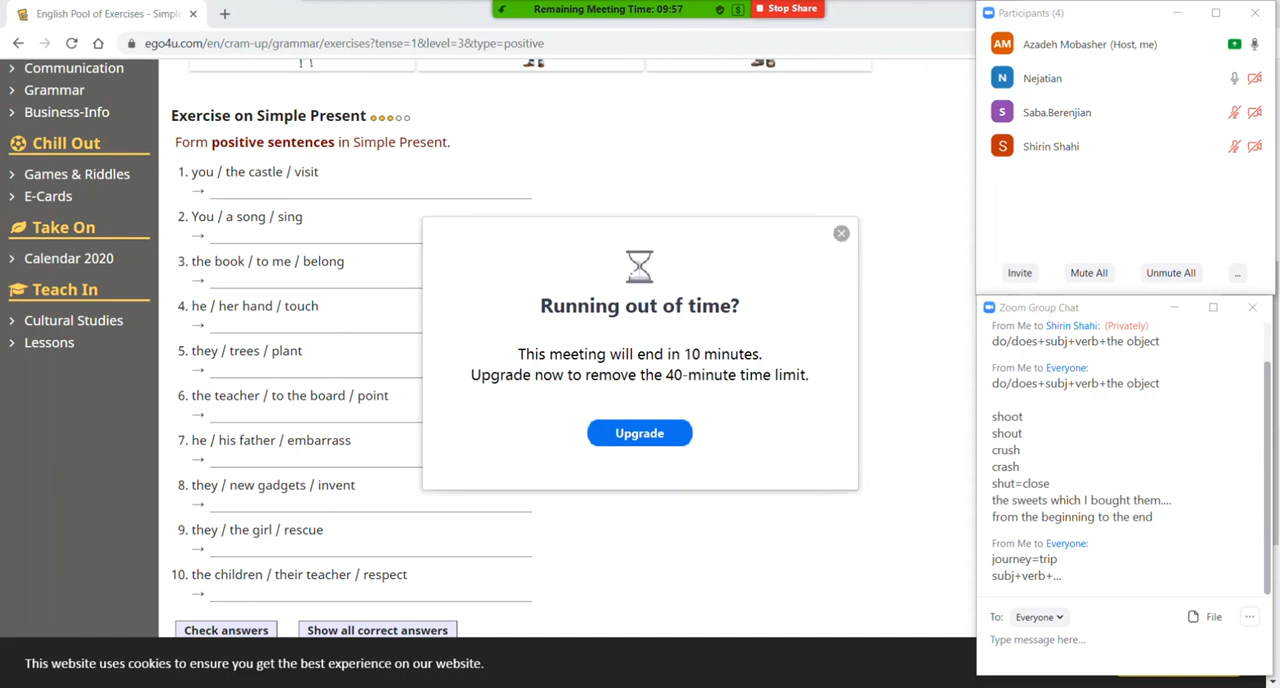 English Pool of Exercises - Simple
Remaining Meeting Time: 09:57
Stop Share
ego4u.com/en/cram-up/grammar/exercises?tense=1&level=3&type=positive
Communication
Grammar
Business-Info
Chill Out
Games & Riddles
E-Cards
Take On
Calendar 2020
Teach In
Cultural Studies
Lessons
Exercise on Simple Present
Form positive sentences in Simple Present.
1. you / the castle / visit
→
2. You / a song / sing
→
3. the book / to me / belong
→
4. he / her hand / touch
→
5. they / trees / plant
→
6. the teacher / to the board / point
→
7. he / his father / embarrass
→
8. they / new gadgets / invent
→
9. they / the girl / rescue
→
10. the children / their teacher / respect
→
Check answers
Show all correct answers
This website uses cookies to ensure you get the best experience on our website.
Running out of time?
This meeting will end in 10 minutes.
Upgrade now to remove the 40-minute time limit.
Upgrade
Participants (4)
AM Azadeh Mobasher (Host, me)
N Nejatian
S Saba.Berenjian
S Shirin Shahi
Invite
Mute All
Unmute All
...
Zoom Group Chat
From Me to Shirin Shahi: (Privately)
do/does+subj+verb+the object
From Me to Everyone:
do/does+subj+verb+the object
shoot
shout
crush
crash
shut=close
the sweets which I bought them....
from the beginning to the end
From Me to Everyone:
journey=trip
subj+verb+...
To: Everyone
File
...
Type message here...